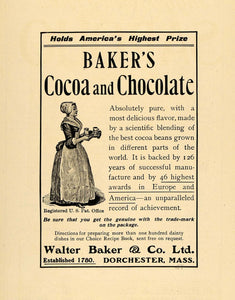 Holds America's Highest Prize
BAKER'S
Cocoa and Chocolate
Absolutely pure, with a
most delicious flavor, made
by a scientific blending of
the best cocoa beans grown
in different parts of the
world. It is backed by 126
years of successful manu-
facture and by 46 highest
awards in Europe and
America—an unparalleled
record of achievement.
Registered U. S. Pat. Office
Be sure that you get the genuine with the trade-mark
on the package.
Directions for preparing more than one hundred dainty
dishes in our Choice Recipe Book, sent free on request.
Walter Baker & Co. Ltd.
Established 1780. DORCHESTER, MASS.